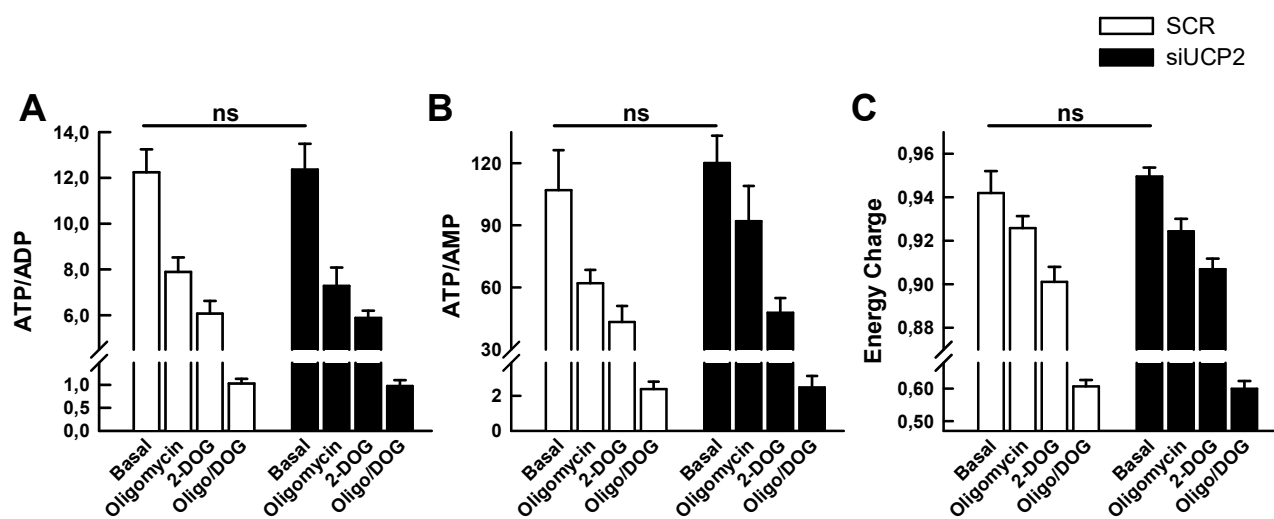 SCR
siUCP2
A
ns
ATP/ADP
14,0
12,0
10,0
8,0
6,0
1,0
0,5
0,0
Basal
Oligomycin
2-DOG
Oligo/DOG
Basal
Oligomycin
2-DOG
Oligo/DOG
B
ns
ATP/AMP
120
90
60
30
2
0
Basal
Oligomycin
2-DOG
Oligo/DOG
Basal
Oligomycin
2-DOG
Oligo/DOG
C
ns
Energy Charge
0,96
0,94
0,92
0,90
0,88
0,60
0,50
Basal
Oligomycin
2-DOG
Oligo/DOG
Basal
Oligomycin
2-DOG
Oligo/DOG